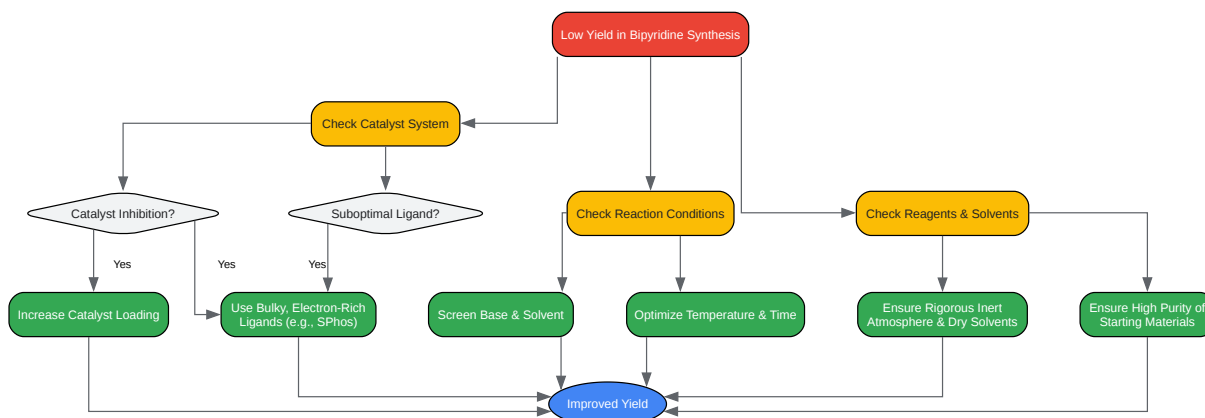 Low Yield in Bipyridine Synthesis
Check Catalyst System
Catalyst Inhibition?
Suboptimal Ligand?
Check Reaction Conditions
Check Reagents & Solvents
Yes
Yes
Yes
Increase Catalyst Loading
Use Bulky, Electron-Rich
Ligands (e.g., SPhos)
Screen Base & Solvent
Optimize Temperature & Time
Ensure Rigorous Inert
Atmosphere & Dry Solvents
Ensure High Purity of
Starting Materials
Improved Yield